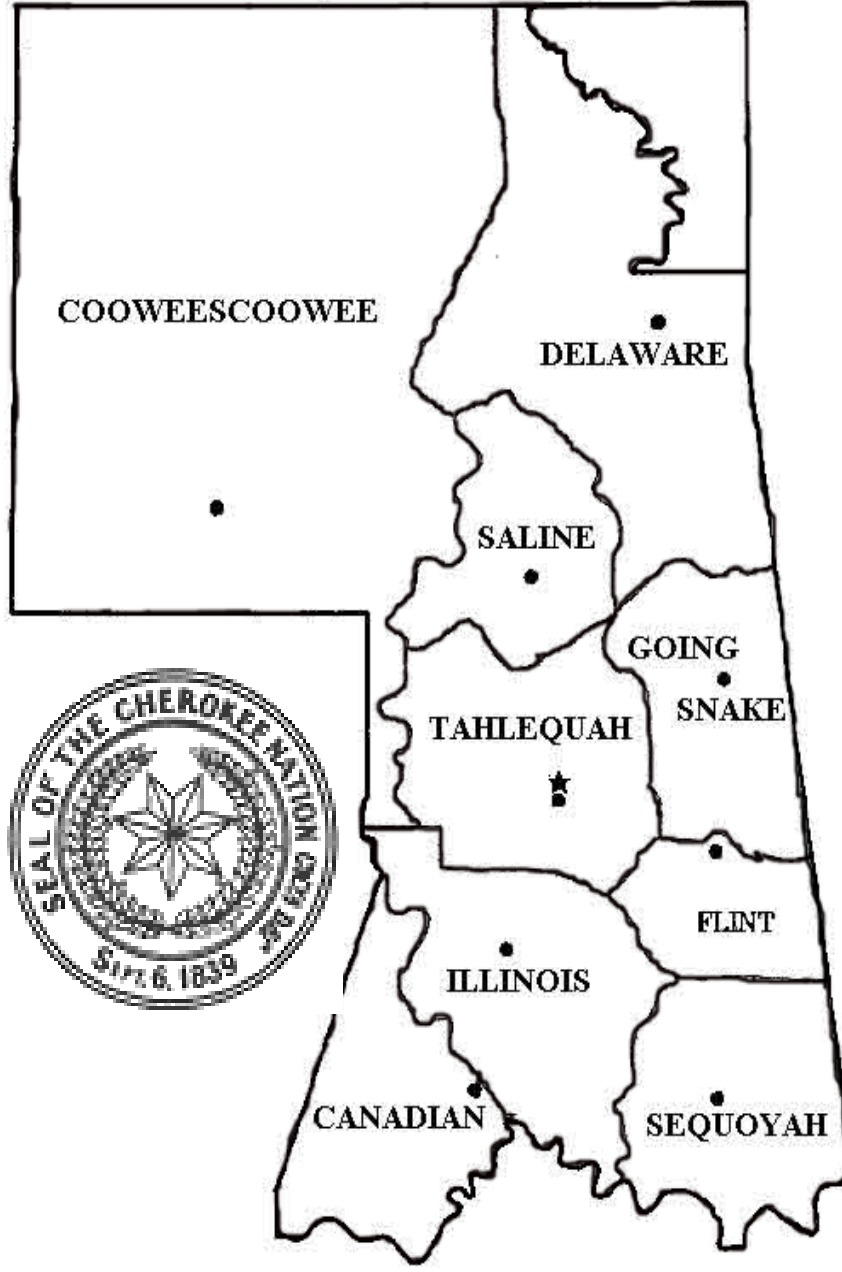 COOWEESCOOWEE
DELAWARE
SALINE
GOING
SNAKE
TAHLEQUAH
SEAL OF THE CHEROKEE NATION
SEPT. 6. 1839
FLINT
ILLINOIS
CANADIAN
SEQUOYAH